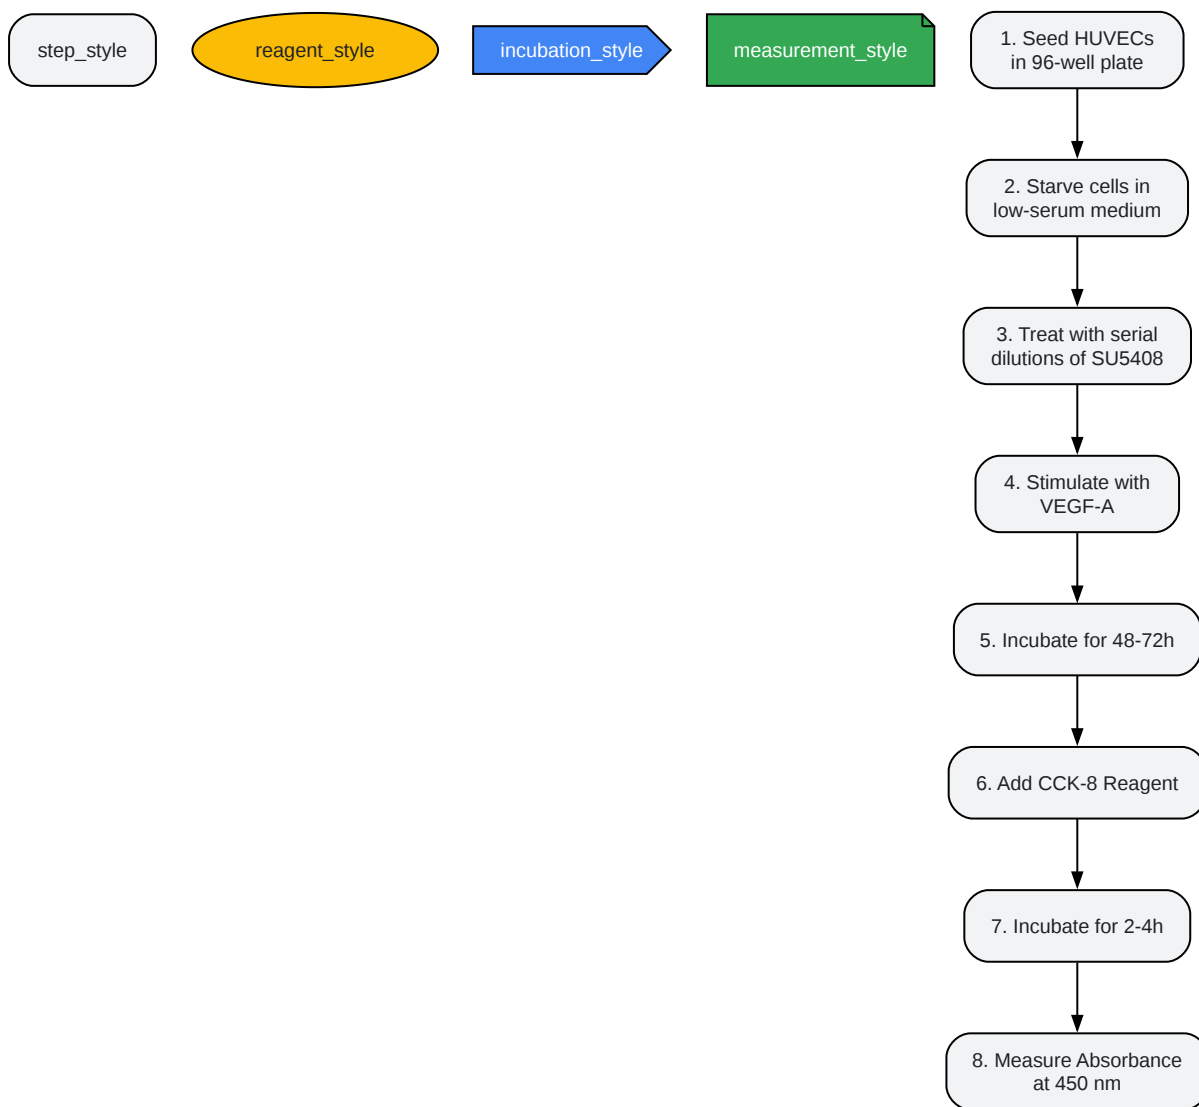 step_style
reagent_style
incubation_style
measurement_style
1. Seed HUVECs
in 96-well plate
2. Starve cells in
low-serum medium
3. Treat with serial
dilutions of SU5408
4. Stimulate with
VEGF-A
5. Incubate for 48-72h
6. Add CCK-8 Reagent
7. Incubate for 2-4h
8. Measure Absorbance
at 450 nm